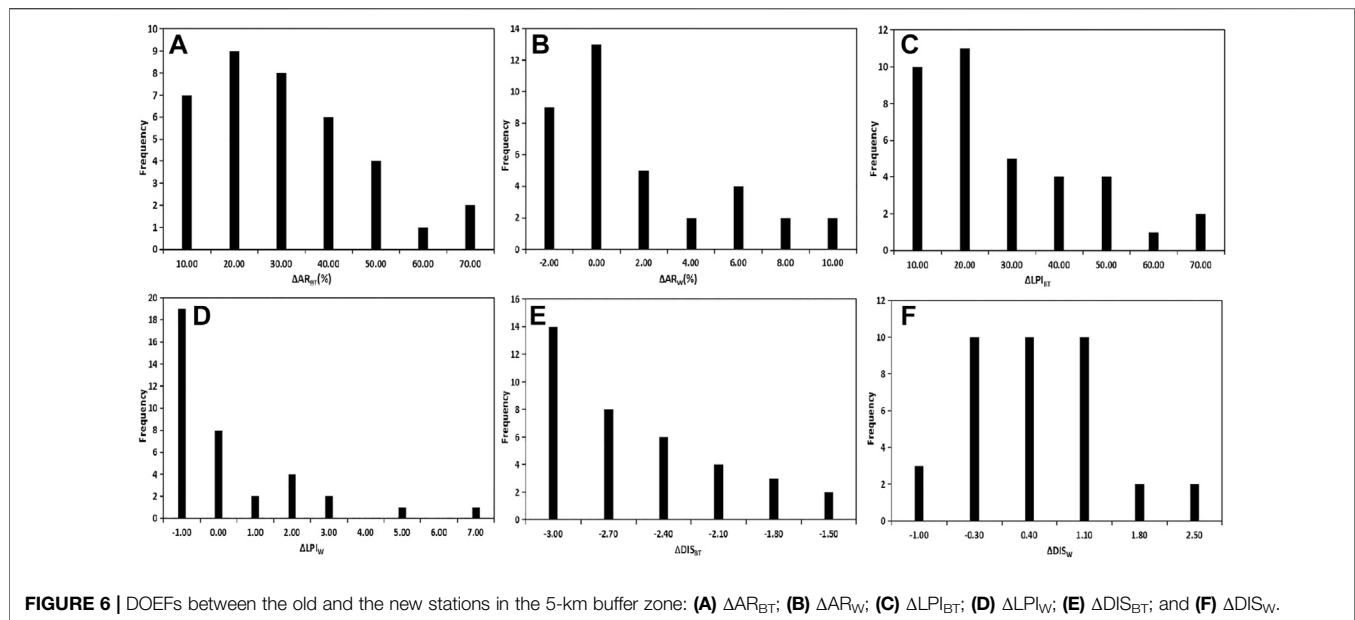 A
Frequency
10
9
8
7
6
5
4
3
2
1
0
10.00 20.00 30.00 40.00 50.00 60.00 70.00
ΔAR_BT(%)
B
Frequency
14
12
10
8
6
4
2
0
-2.00 0.00 2.00 4.00 6.00 8.00 10.00
ΔAR_W(%)
C
Frequency
12
10
8
6
4
2
0
10.00 20.00 30.00 40.00 50.00 60.00 70.00
ΔLPI_BT
D
Frequency
20
18
16
14
12
10
8
6
4
2
0
-1.00 0.00 1.00 2.00 3.00 4.00 5.00 6.00 7.00
ΔLPI_W
E
Frequency
16
14
12
10
8
6
4
2
0
-3.00 -2.70 -2.40 -2.10 -1.80 -1.50
ΔDIS_BT
F
Frequency
12
10
8
6
4
2
0
-1.00 -0.30 0.40 1.10 1.80 2.50
ΔDIS_W
FIGURE 6 | DOEFs between the old and the new stations in the 5-km buffer zone: (A) ΔAR_BT; (B) ΔAR_W; (C) ΔLPI_BT; (D) ΔLPI_W; (E) ΔDIS_BT; and (F) ΔDIS_W.